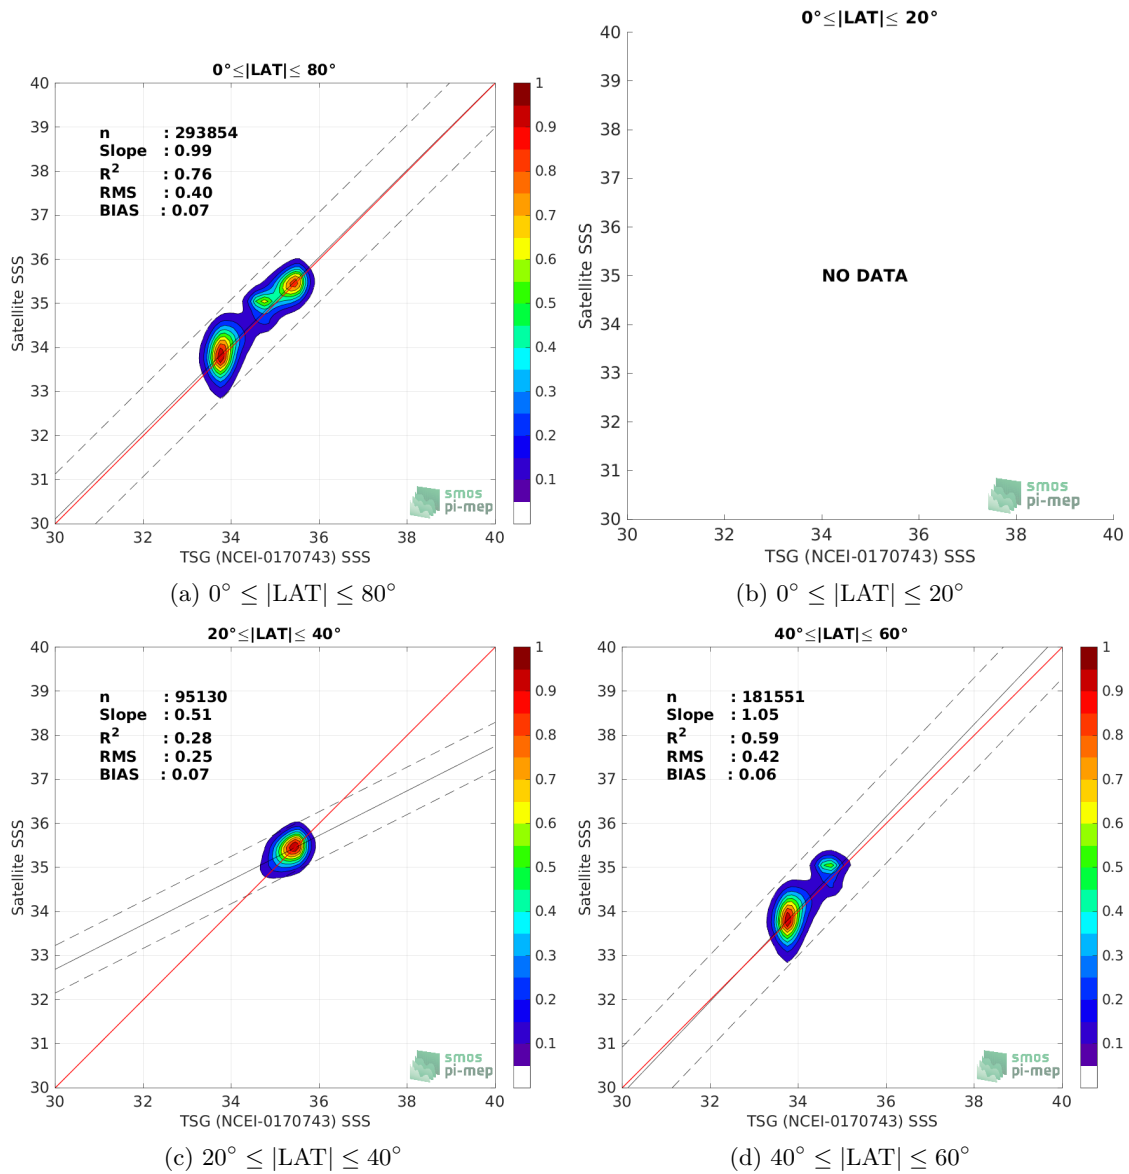 0°≤|LAT|≤ 80°
40
39
38
37
36
35
34
33
32
31
30
Satellite SSS
n : 293854
Slope : 0.99
R² : 0.76
RMS : 0.40
BIAS : 0.07
smos
pi-mep
30 32 34 36 38 40
TSG (NCEI-0170743) SSS
1
0.9
0.8
0.7
0.6
0.5
0.4
0.3
0.2
0.1
(a) 0° ≤ |LAT| ≤ 80°
0°≤|LAT|≤ 20°
40
39
38
37
36
35
34
33
32
31
30
Satellite SSS
NO DATA
smos
pi-mep
30 32 34 36 38 40
TSG (NCEI-0170743) SSS
(b) 0° ≤ |LAT| ≤ 20°
20°≤|LAT|≤ 40°
40
39
38
37
36
35
34
33
32
31
30
Satellite SSS
n : 95130
Slope : 0.51
R² : 0.28
RMS : 0.25
BIAS : 0.07
smos
pi-mep
30 32 34 36 38 40
TSG (NCEI-0170743) SSS
1
0.9
0.8
0.7
0.6
0.5
0.4
0.3
0.2
0.1
(c) 20° ≤ |LAT| ≤ 40°
40°≤|LAT|≤ 60°
40
39
38
37
36
35
34
33
32
31
30
Satellite SSS
n : 181551
Slope : 1.05
R² : 0.59
RMS : 0.42
BIAS : 0.06
smos
pi-mep
30 32 34 36 38 40
TSG (NCEI-0170743) SSS
1
0.9
0.8
0.7
0.6
0.5
0.4
0.3
0.2
0.1
(d) 40° ≤ |LAT| ≤ 60°